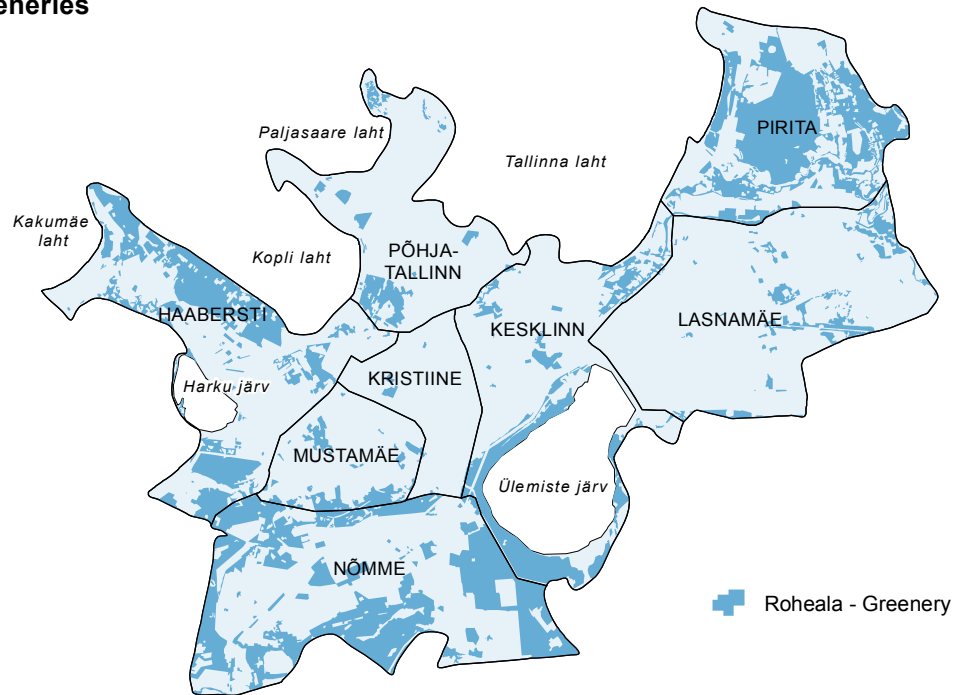 eneries
PIRITA
Paljasaare laht
Tallinna laht
Kakumäe
laht
Kopli laht
PÕHJA-
TALLINN
HAABERSTI
KESKLINN
LASNAMÄE
Harku järv
KRISTIINE
MUSTAMÄE
Ülemiste järv
NÕMME
Roheala - Greenery